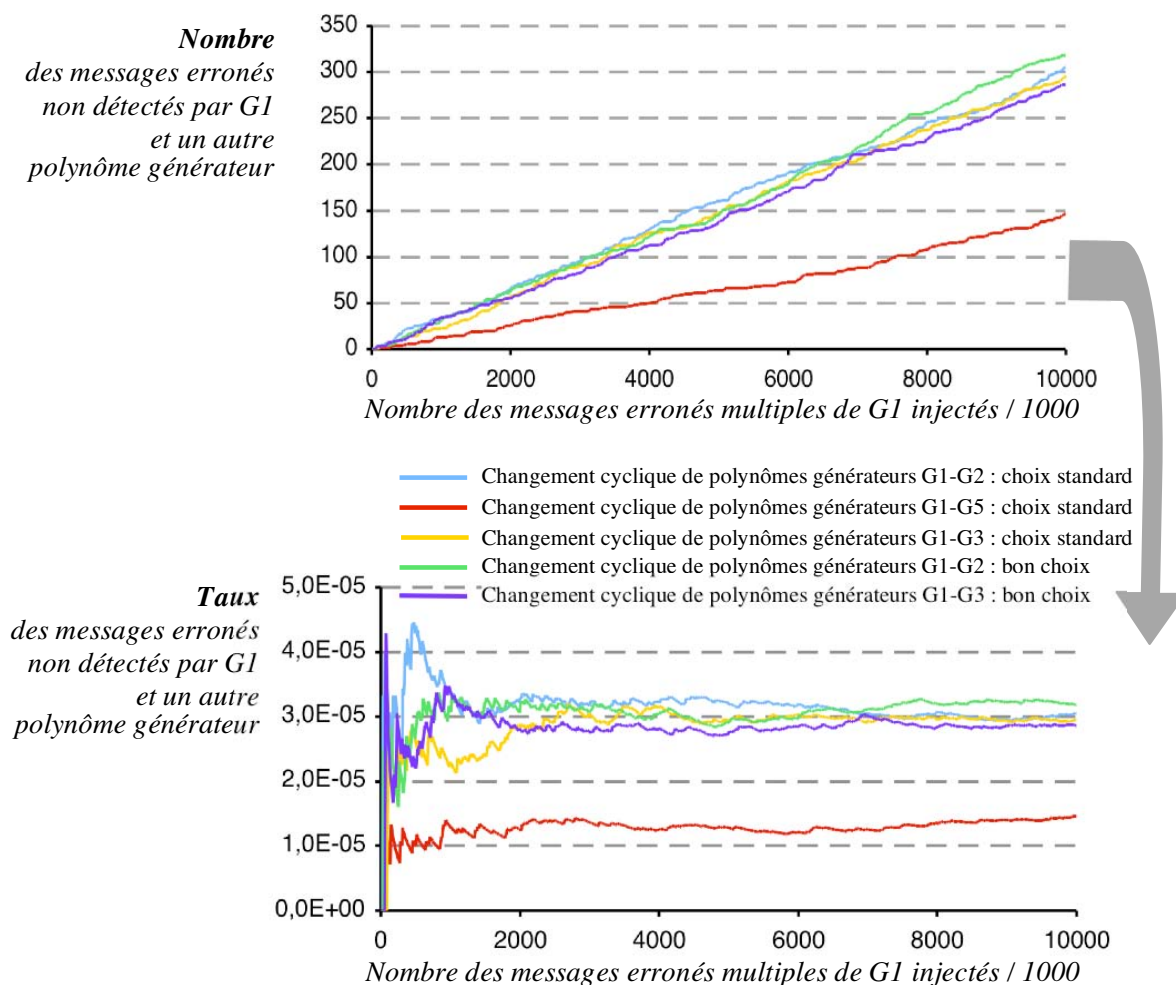 Nombre
des messages erronés
non détectés par G1
et un autre
polynôme générateur
350
300
250
200
150
100
50
0
0 2000 4000 6000 8000 10000
Nombre des messages erronés multiples de G1 injectés / 1000
Changement cyclique de polynômes générateurs G1-G2 : choix standard
Changement cyclique de polynômes générateurs G1-G5 : choix standard
Changement cyclique de polynômes générateurs G1-G3 : choix standard
Changement cyclique de polynômes générateurs G1-G2 : bon choix
Changement cyclique de polynômes générateurs G1-G3 : bon choix
Taux
des messages erronés
non détectés par G1
et un autre
polynôme générateur
5,0E-05
4,0E-05
3,0E-05
2,0E-05
1,0E-05
0,0E+00
0 2000 4000 6000 8000 10000
Nombre des messages erronés multiples de G1 injectés / 1000